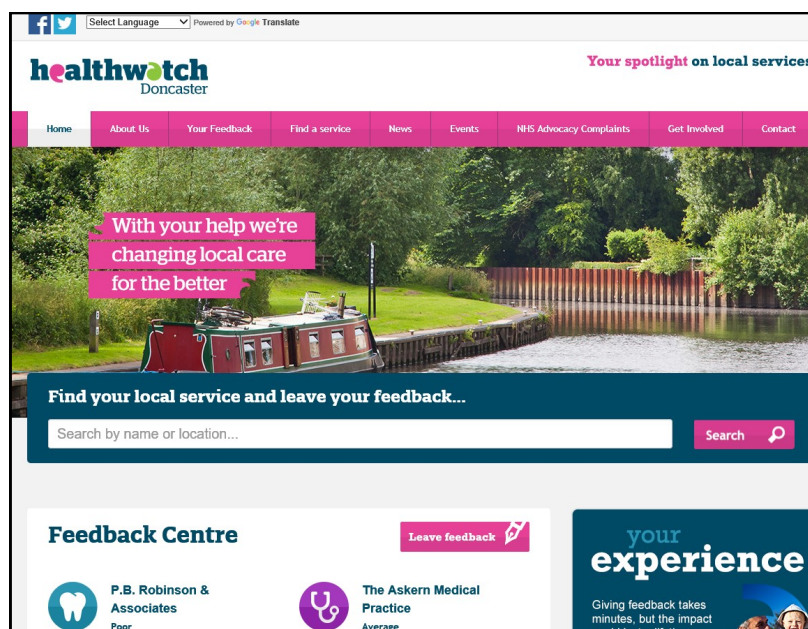 Select Language
Powered by Google Translate
healthwatch
Doncaster
Your spotlight on local services
Home About Us Your Feedback Find a service News Events NHS Advocacy Complaints Get Involved Contact
With your help we're
changing local care
for the better
Find your local service and leave your feedback...
Search by name or location...
Search
Feedback Centre
Leave feedback
P.B. Robinson &
Associates
Poor
The Askern Medical
Practice
Average
your
experience
Giving feedback takes
minutes, but the impact